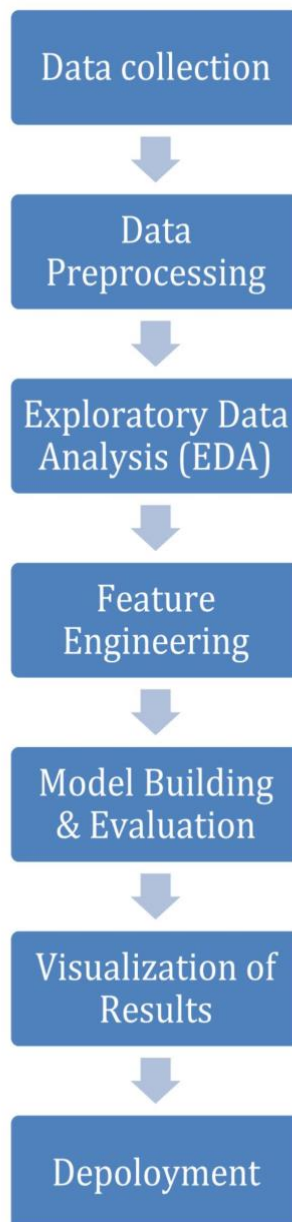 Data collection
Data
Preprocessing
Exploratory Data
Analysis (EDA)
Feature
Engineering
Model Building
& Evaluation
Visualization of
Results
Depoloyment